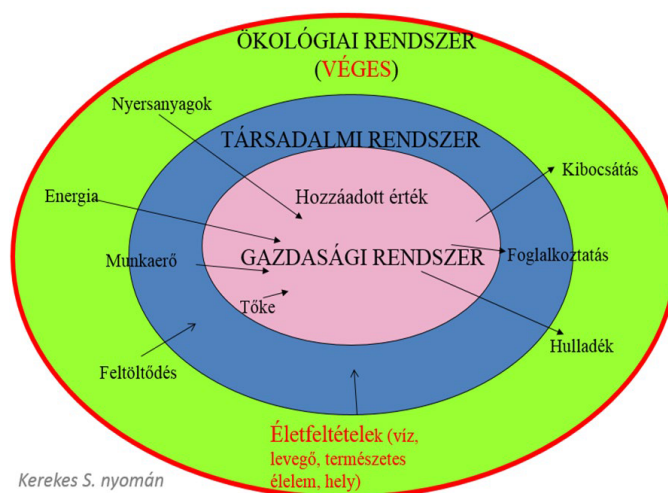 ÖKOLÓGIAI RENDSZER
(VÉGES)
Nyersanyagok
TÁRSADALMI RENDSZER
Kibocsátás
Hozzáadott érték
Energia
GAZDASÁGI RENDSZER
Foglalkoztatás
Munkaerő
Tőke
Hulladék
Feltöltődés
Életfeltételek (víz,
levegő, természetes
élelem, hely)
Kerekes S. nyomán